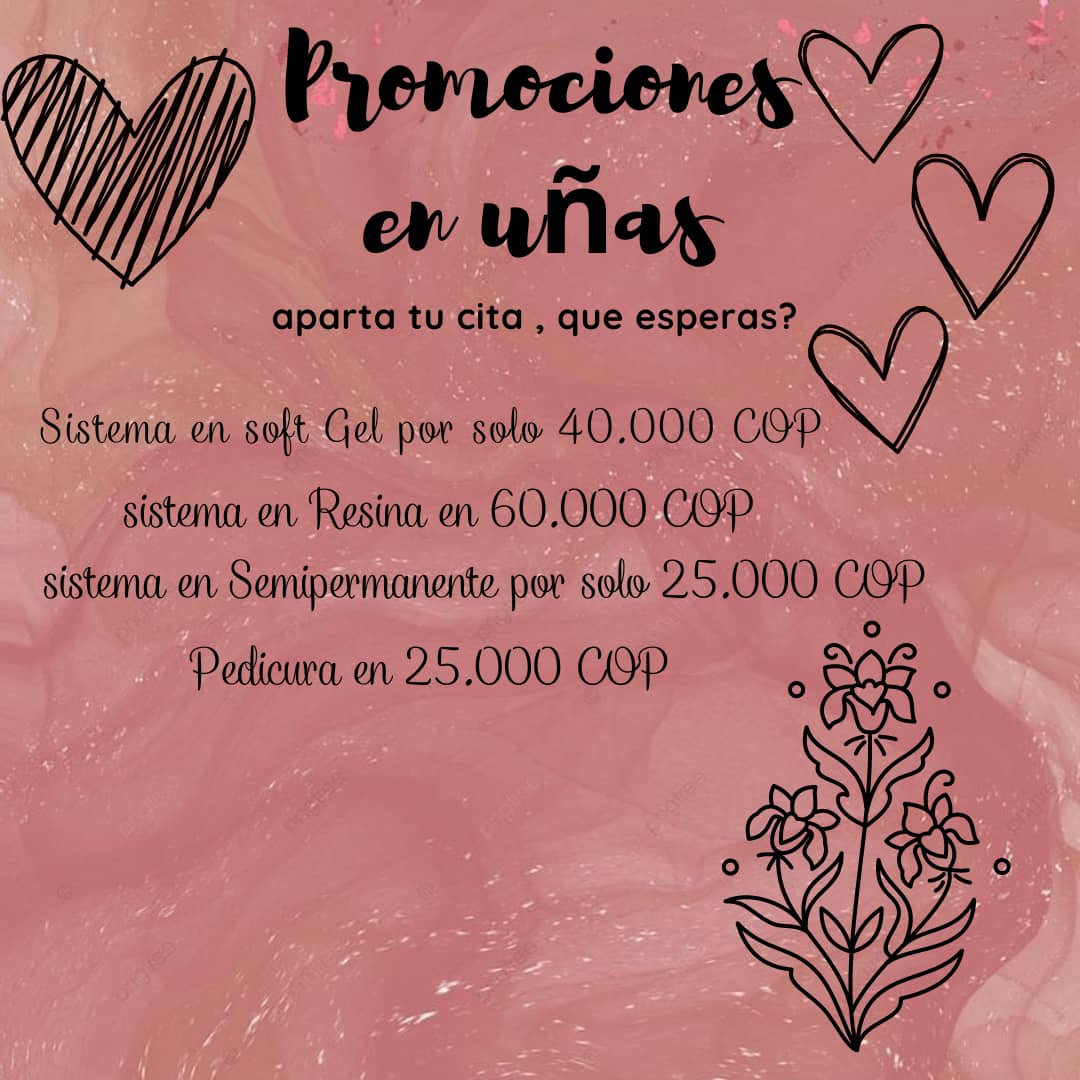 Promociones
en uñas
aparta tu cita , que esperas?
Sistema en soft Gel por solo 40.000 COP
sistema en Resina en 60.000 COP
sistema en Semipermanente por solo 25.000 COP
Pedicura en 25.000 COP